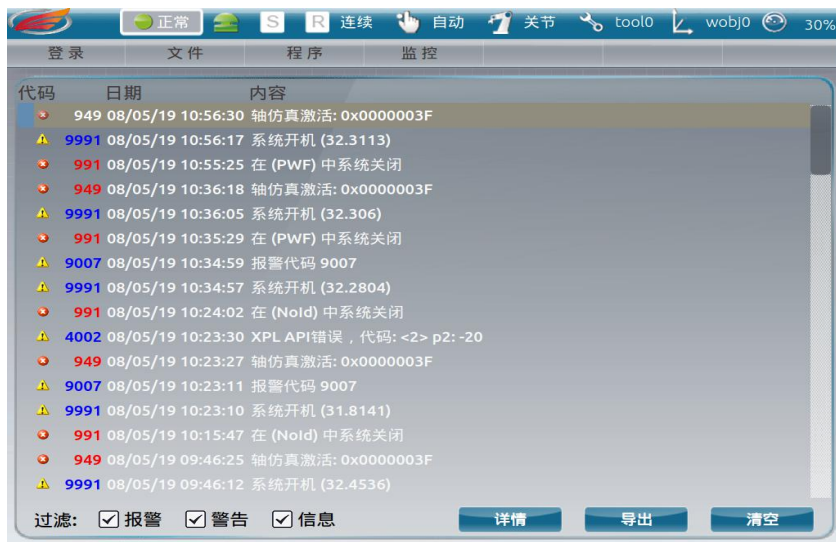 正常 S R 连续 自动 关节 tool0 wobj0 30%
登录 文件 程序 监控
代码 日期 内容
949 08/05/19 10:56:30 轴仿真激活: 0x0000003F
9991 08/05/19 10:56:17 系统开机 (32.3113)
991 08/05/19 10:55:25 在 (PWF) 中系统关闭
949 08/05/19 10:36:18 轴仿真激活: 0x0000003F
9991 08/05/19 10:36:05 系统开机 (32.306)
991 08/05/19 10:35:29 在 (PWF) 中系统关闭
9007 08/05/19 10:34:59 报警代码 9007
9991 08/05/19 10:34:57 系统开机 (32.2804)
991 08/05/19 10:24:02 在 (NoId) 中系统关闭
4002 08/05/19 10:23:30 XPL API错误，代码: <2> p2: -20
949 08/05/19 10:23:27 轴仿真激活: 0x0000003F
9007 08/05/19 10:23:11 报警代码 9007
9991 08/05/19 10:23:10 系统开机 (31.8141)
991 08/05/19 10:15:47 在 (NoId) 中系统关闭
949 08/05/19 09:46:25 轴仿真激活: 0x0000003F
9991 08/05/19 09:46:12 系统开机 (32.4536)
过滤: 报警 警告 信息 详情 导出 清空